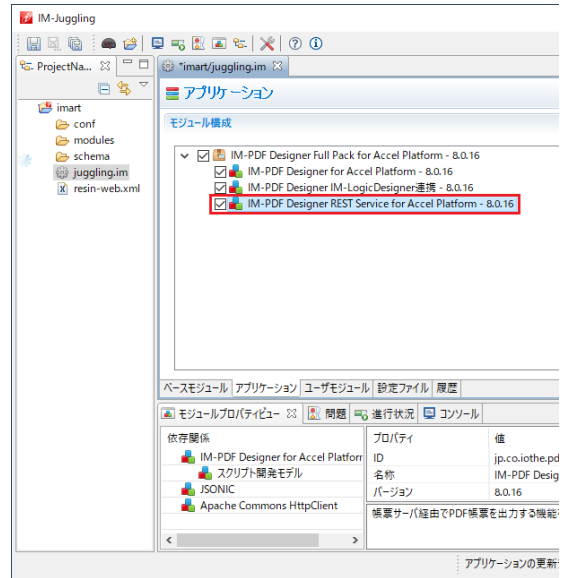 IM-Juggling
ProjectNa...
*imart/juggling.im
imart
conf
modules
schema
juggling.im
resin-web.xml
アプリケーション
モジュール構成
IM-PDF Designer Full Pack for Accel Platform - 8.0.16
IM-PDF Designer for Accel Platform - 8.0.16
IM-PDF Designer IM-LogicDesigner連携 - 8.0.16
IM-PDF Designer REST Service for Accel Platform - 8.0.16
ベースモジュール アプリケーション ユーザモジュール 設定ファイル 履歴
モジュールプロパティビュー 問題 進行状況 コンソール
依存関係
IM-PDF Designer for Accel Platforr
スクリプト開発モデル
JSONIC
Apache Commons HttpClient
プロパティ 値
ID jp.co.iothe.pd
名称 IM-PDF Desig
バージョン 8.0.16
帳票サーバ経由でPDF帳票を出力する機能
アプリケーションの更新